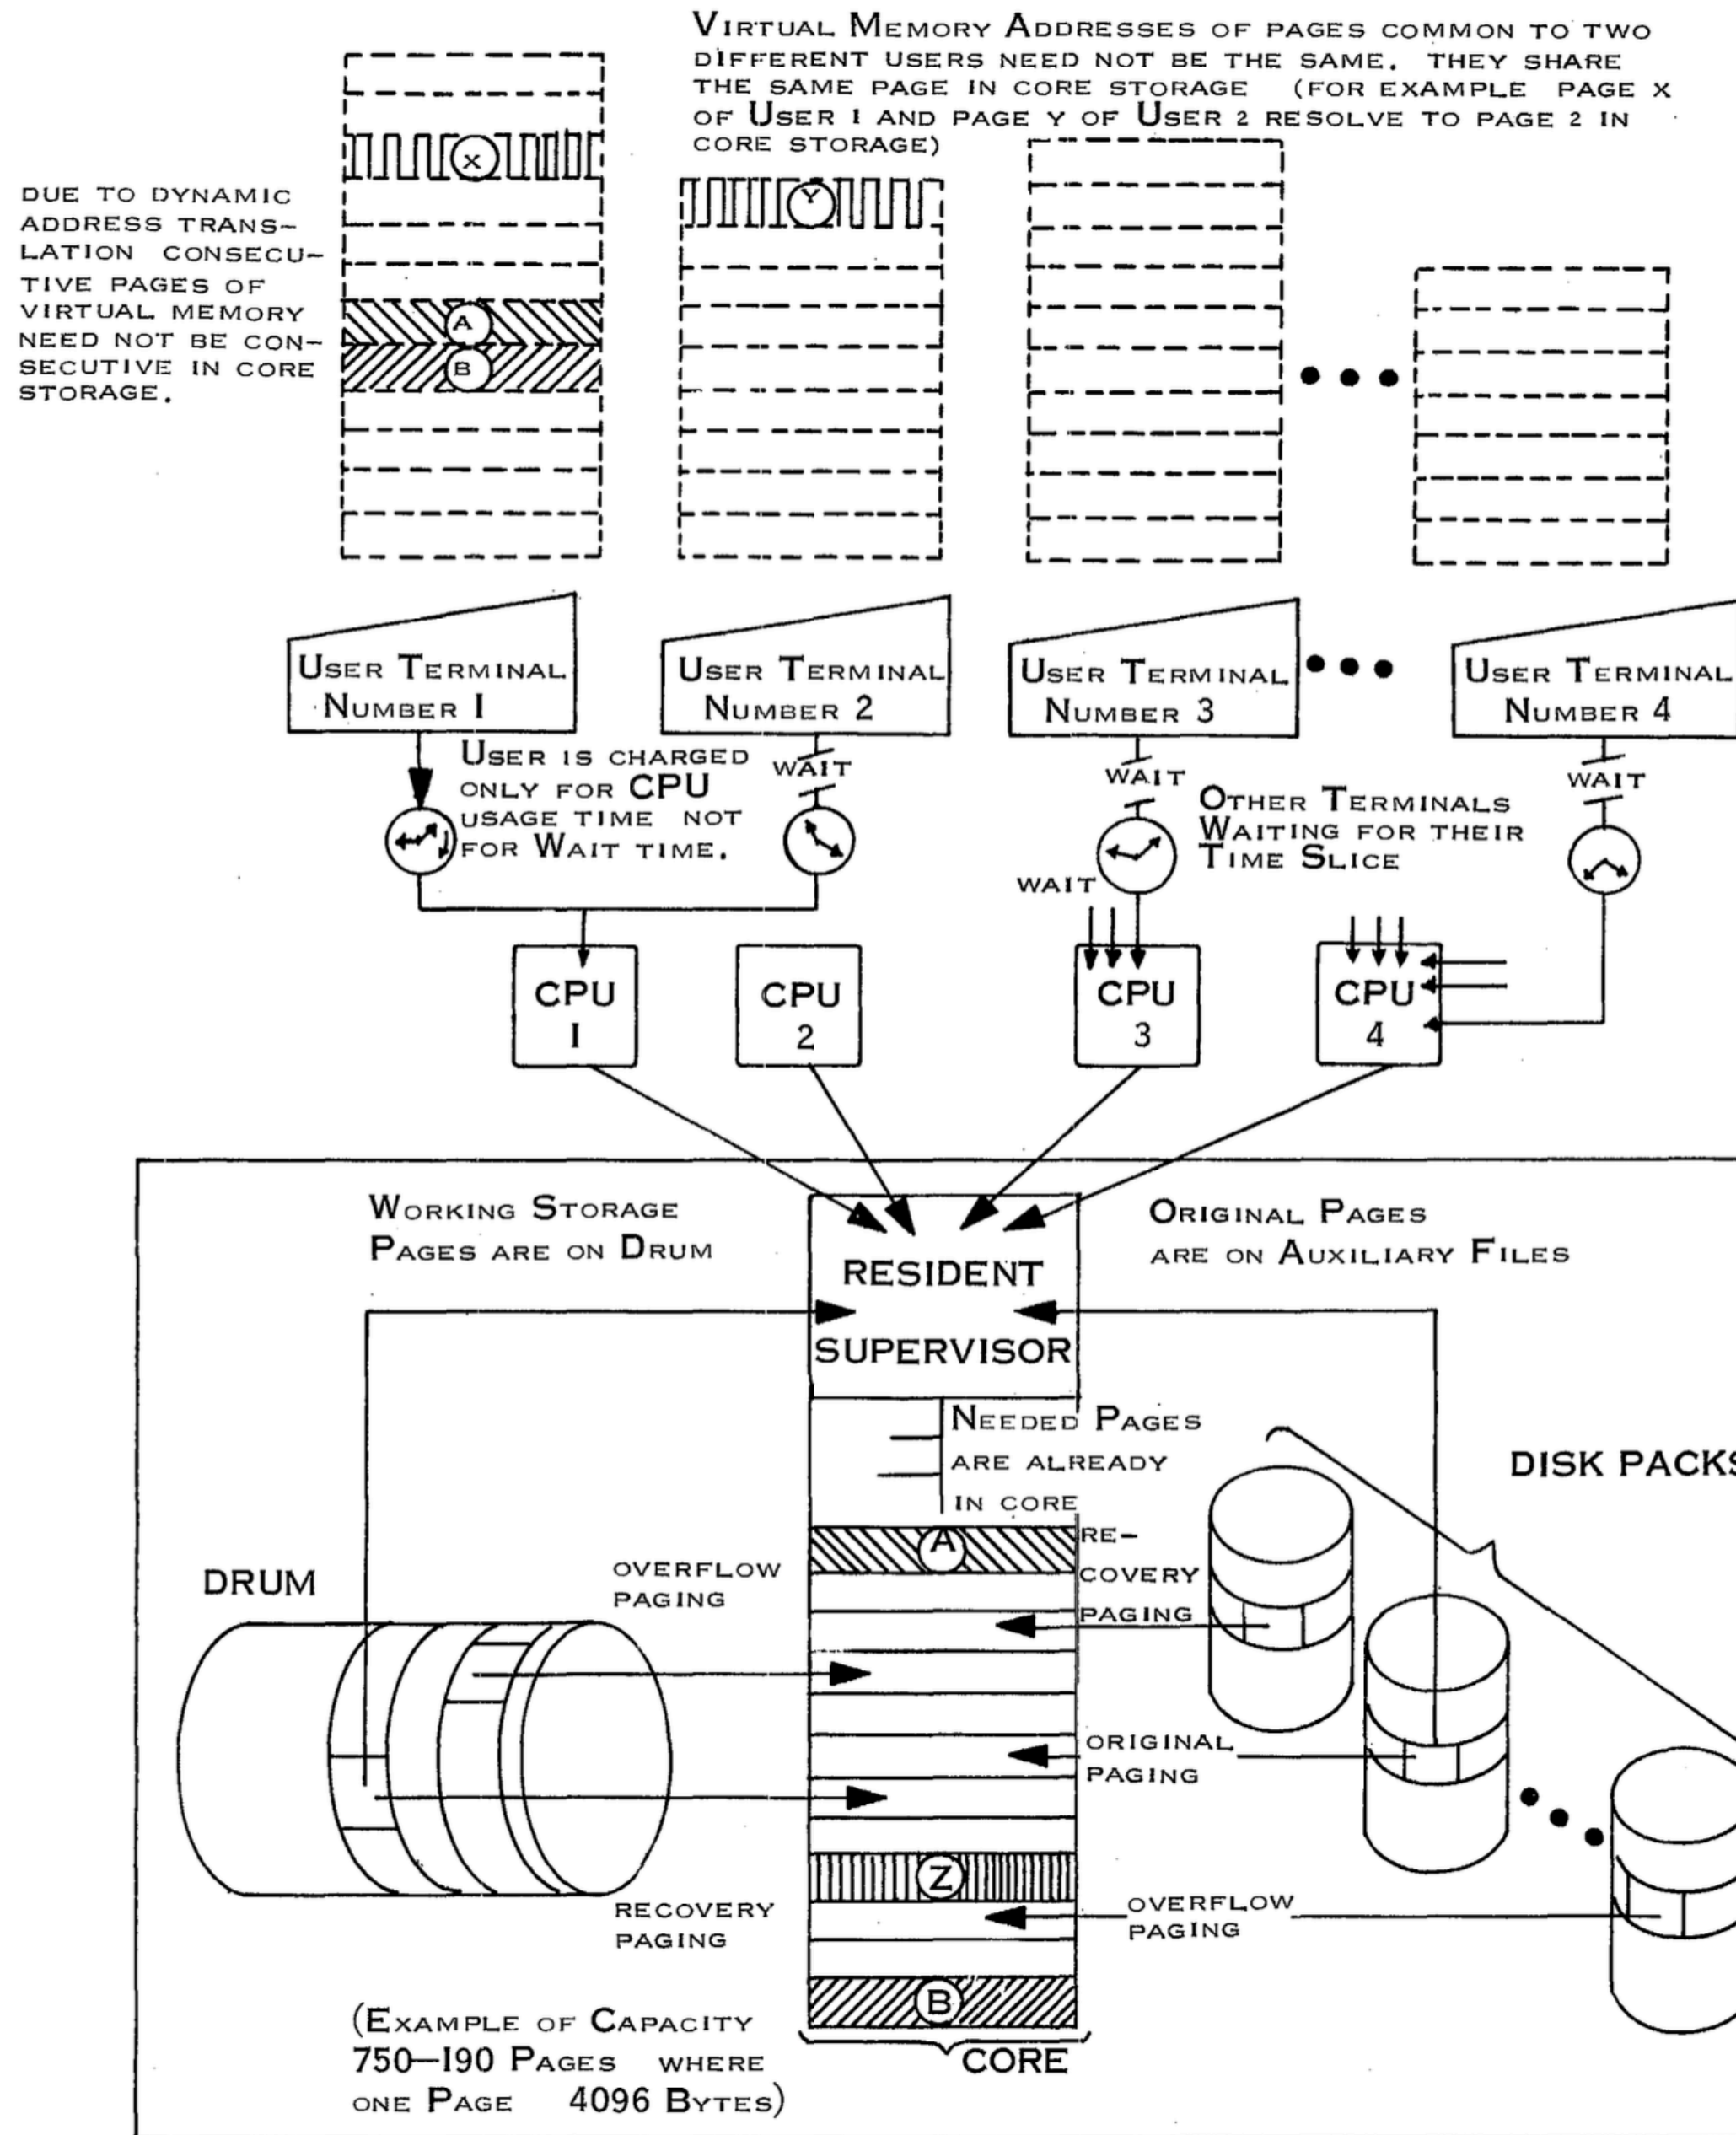 VIRTUAL MEMORY ADDRESSES OF PAGES COMMON TO TWO
DIFFERENT USERS NEED NOT BE THE SAME. THEY SHARE
THE SAME PAGE IN CORE STORAGE (FOR EXAMPLE PAGE X
OF USER 1 AND PAGE Y OF USER 2 RESOLVE TO PAGE 2 IN
CORE STORAGE)
DUE TO DYNAMIC
ADDRESS TRANS-
LATION CONSECU-
TIVE PAGES OF
VIRTUAL MEMORY
NEED NOT BE CON-
SECUTIVE IN CORE
STORAGE.
X
Y
A
B
USER TERMINAL
NUMBER 1
USER TERMINAL
NUMBER 2
USER TERMINAL
NUMBER 3
USER TERMINAL
NUMBER 4
USER IS CHARGED
ONLY FOR CPU
USAGE TIME NOT
FOR WAIT TIME.
WAIT
WAIT
OTHER TERMINALS
WAITING FOR THEIR
TIME SLICE
WAIT
WAIT
CPU
1
CPU
2
CPU
3
CPU
4
WORKING STORAGE
PAGES ARE ON DRUM
ORIGINAL PAGES
ARE ON AUXILIARY FILES
RESIDENT
SUPERVISOR
NEEDED PAGES
ARE ALREADY
IN CORE
DISK PACKS
A
RE-
COVERY
PAGING
OVERFLOW
PAGING
DRUM
ORIGINAL
PAGING
Z
RECOVERY
PAGING
OVERFLOW
PAGING
B
CORE
(EXAMPLE OF CAPACITY
750-190 PAGES WHERE
ONE PAGE 4096 BYTES)